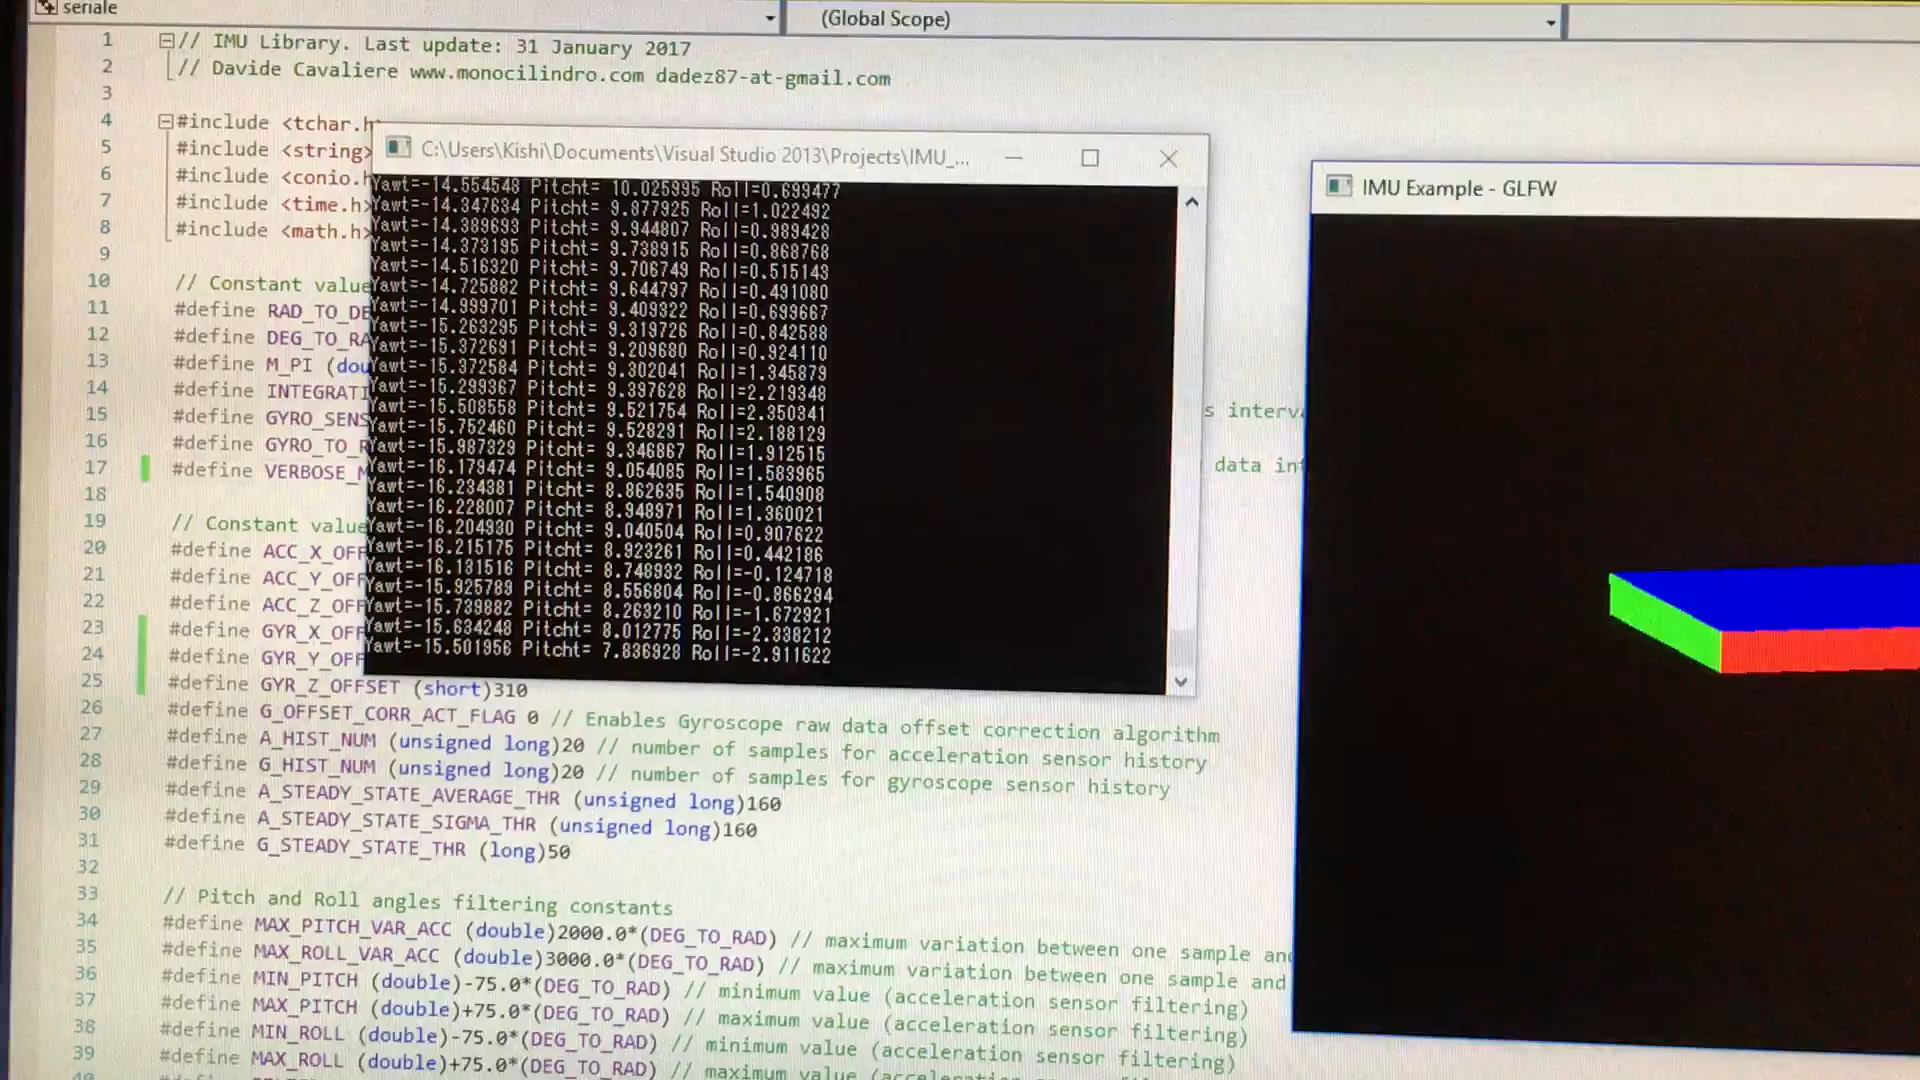 seriale
(Global Scope)
1 // IMU Library. Last update: 31 January 2017
2 // Davide Cavaliere www.monocilindro.com dadez87-at-gmail.com
3
4 #include <tchar.h
5 #include <string>
6 #include <conio.h
7 #include <time.h>
8 #include <math.h>
9
10 // Constant value
11 #define RAD_TO_DE
12 #define DEG_TO_RA
13 #define M_PI (dou
14 #define INTEGRATI
s interva
15 #define GYRO_SENS
16 #define GYRO_TO_R
data int
17 #define VERBOSE_M
18
19 // Constant value
20 #define ACC_X_OFF
21 #define ACC_Y_OFF
22 #define ACC_Z_OFF
23 #define GYR_X_OFF
24 #define GYR_Y_OFF
25 #define GYR_Z_OFFSET (short)310
26 #define G_OFFSET_CORR_ACT_FLAG 0 // Enables Gyroscope raw data offset correction algorithm
27 #define A_HIST_NUM (unsigned long)20 // number of samples for acceleration sensor history
28 #define G_HIST_NUM (unsigned long)20 // number of samples for gyroscope sensor history
29 #define A_STEADY_STATE_AVERAGE_THR (unsigned long)160
30 #define A_STEADY_STATE_SIGMA_THR (unsigned long)160
31 #define G_STEADY_STATE_THR (long)50
32
33 // Pitch and Roll angles filtering constants
34 #define MAX_PITCH_VAR_ACC (double)2000.0*(DEG_TO_RAD) // maximum variation between one sample and
35 #define MAX_ROLL_VAR_ACC (double)3000.0*(DEG_TO_RAD) // maximum variation between one sample and
36 #define MIN_PITCH (double)-75.0*(DEG_TO_RAD) // minimum value (acceleration sensor filtering)
37 #define MAX_PITCH (double)+75.0*(DEG_TO_RAD) // maximum value (acceleration sensor filtering)
38 #define MIN_ROLL (double)-75.0*(DEG_TO_RAD) // minimum value (acceleration sensor filtering)
39 #define MAX_ROLL (double)+75.0*(DEG_TO_RAD) // maximum value (acceleration sensor filtering)
C:\Users\Kishi\Documents\Visual Studio 2013\Projects\IMU_...
Yawt=-14.554548 Pitcht= 10.025995 Roll=0.699477
Yawt=-14.347634 Pitcht= 9.877925 Roll=1.022492
Yawt=-14.389693 Pitcht= 9.944807 Roll=0.989428
Yawt=-14.373195 Pitcht= 9.738915 Roll=0.868768
Yawt=-14.516320 Pitcht= 9.706749 Roll=0.515143
Yawt=-14.725882 Pitcht= 9.644797 Roll=0.491080
Yawt=-14.999701 Pitcht= 9.409322 Roll=0.699667
Yawt=-15.263295 Pitcht= 9.319726 Roll=0.842588
Yawt=-15.372691 Pitcht= 9.209680 Roll=0.924110
Yawt=-15.372584 Pitcht= 9.302041 Roll=1.345879
Yawt=-15.299367 Pitcht= 9.397628 Roll=2.219348
Yawt=-15.508558 Pitcht= 9.521754 Roll=2.350341
Yawt=-15.752460 Pitcht= 9.528291 Roll=2.188129
Yawt=-15.987329 Pitcht= 9.346867 Roll=1.912515
Yawt=-16.179474 Pitcht= 9.054085 Roll=1.583965
Yawt=-16.234381 Pitcht= 8.862635 Roll=1.540908
Yawt=-16.228007 Pitcht= 8.948971 Roll=1.360021
Yawt=-16.204930 Pitcht= 9.040504 Roll=0.907622
Yawt=-16.215175 Pitcht= 8.923261 Roll=0.442186
Yawt=-16.131516 Pitcht= 8.748932 Roll=-0.124718
Yawt=-15.925789 Pitcht= 8.556804 Roll=-0.866294
Yawt=-15.739882 Pitcht= 8.263210 Roll=-1.672921
Yawt=-15.634248 Pitcht= 8.012775 Roll=-2.338212
Yawt=-15.501956 Pitcht= 7.836928 Roll=-2.911622
IMU Example - GLFW